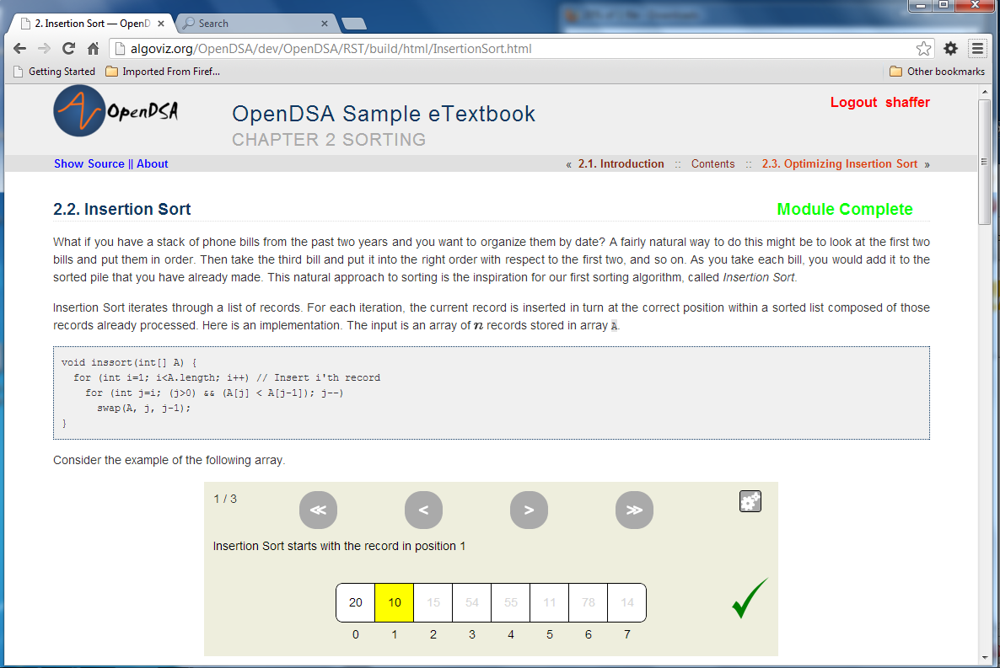 2. Insertion Sort — OpenD
Search
algoviz.org/OpenDSA/dev/OpenDSA/RST/build/html/InsertionSort.html
Getting Started
Imported From Firef...
Other bookmarks
OpenDSA
OpenDSA Sample eTextbook
CHAPTER 2 SORTING
Logout shaffer
Show Source || About
« 2.1. Introduction :: Contents :: 2.3. Optimizing Insertion Sort »
2.2. Insertion Sort
Module Complete
What if you have a stack of phone bills from the past two years and you want to organize them by date? A fairly natural way to do this might be to look at the first two
bills and put them in order. Then take the third bill and put it into the right order with respect to the first two, and so on. As you take each bill, you would add it to the
sorted pile that you have already made. This natural approach to sorting is the inspiration for our first sorting algorithm, called Insertion Sort.
Insertion Sort iterates through a list of records. For each iteration, the current record is inserted in turn at the correct position within a sorted list composed of those
records already processed. Here is an implementation. The input is an array of n records stored in array A.
void inssort(int[] A) {
for (int i=1; i<A.length; i++) // Insert i'th record
for (int j=i; (j>0) && (A[j] < A[j-1]); j--)
swap(A, j, j-1);
}
Consider the example of the following array.
1 / 3
<< < > >>
Insertion Sort starts with the record in position 1
20 10 15 54 55 11 78 14
0 1 2 3 4 5 6 7